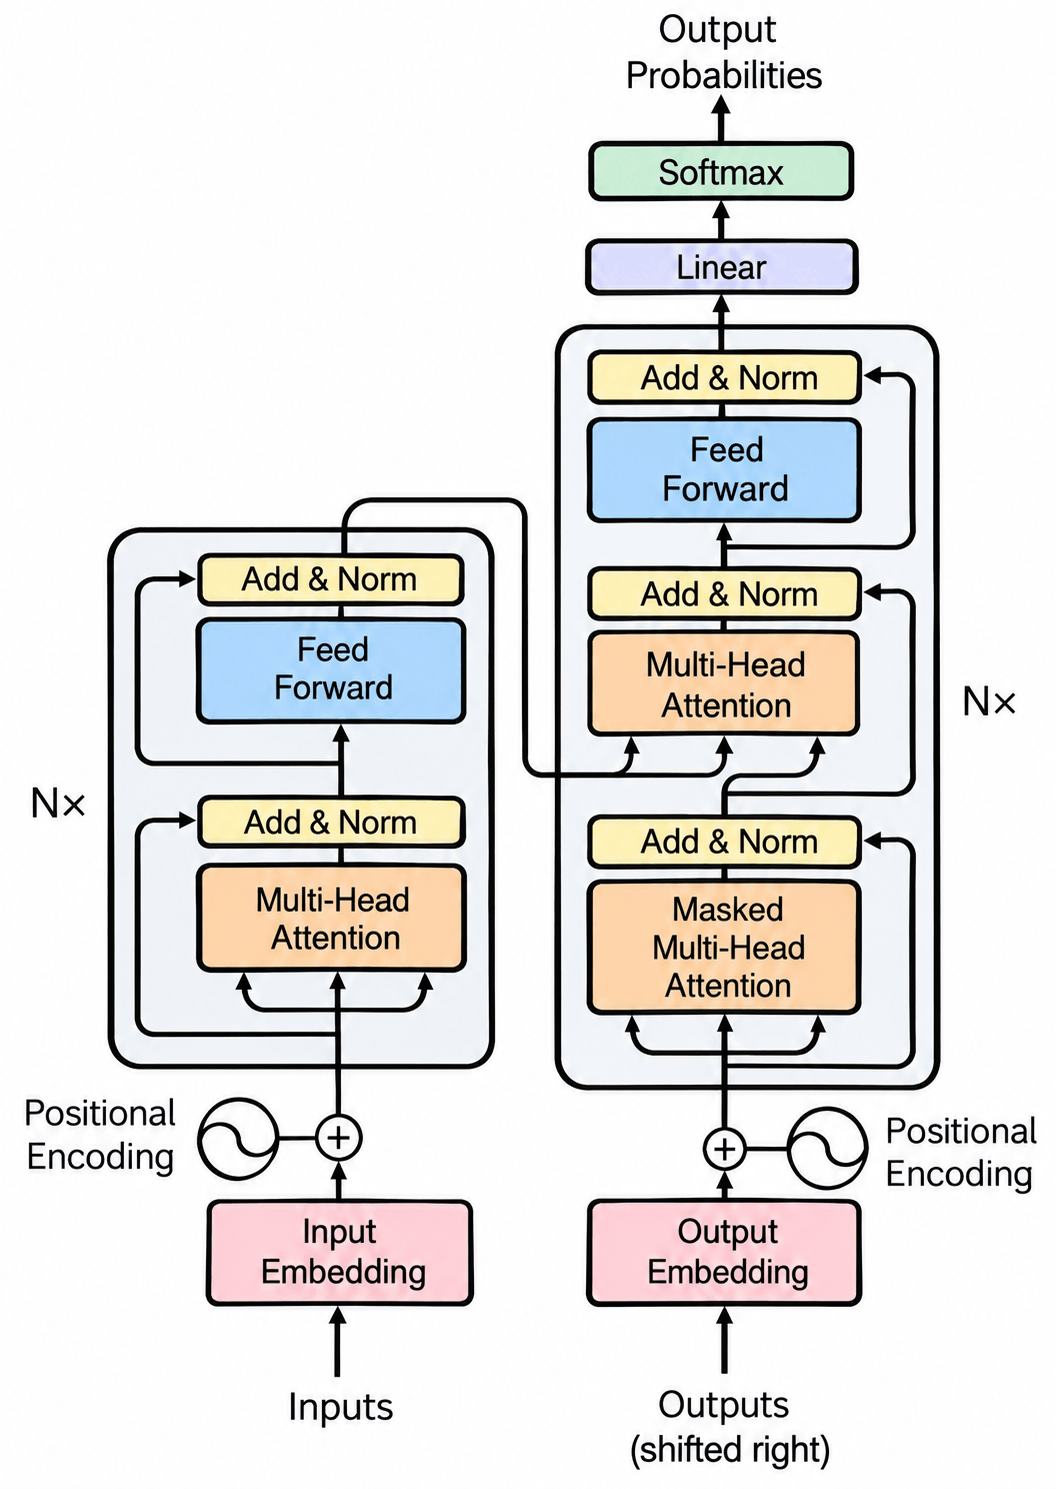 Output
Probabilities
Softmax
Linear
Add & Norm
Feed
Forward
Add & Norm
Multi-Head
Attention
Add & Norm
Masked
Multi-Head
Attention
N×
Add & Norm
Feed
Forward
Add & Norm
Multi-Head
Attention
N×
Positional
Encoding
+
+
Positional
Encoding
Input
Embedding
Output
Embedding
Inputs
Outputs
(shifted right)